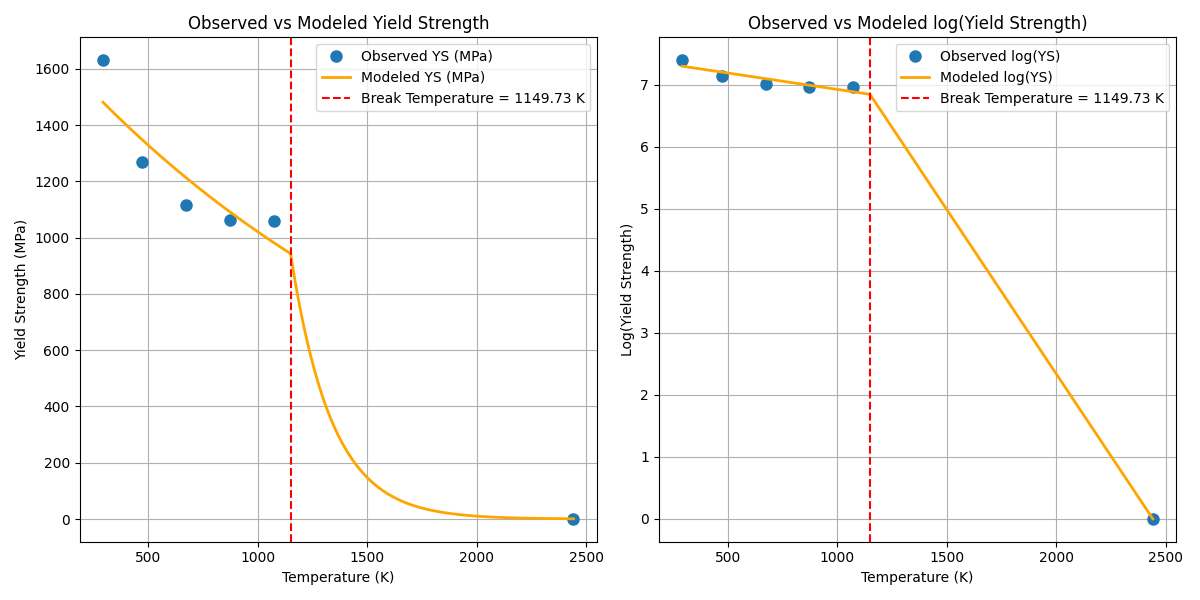 Observed vs Modeled Yield Strength
Observed YS (MPa)
Modeled YS (MPa)
Break Temperature = 1149.73 K
Yield Strength (MPa)
1600
1400
1200
1000
800
600
400
200
0
500
1000
1500
2000
2500
Temperature (K)
Observed vs Modeled log(Yield Strength)
Observed log(YS)
Modeled log(YS)
Break Temperature = 1149.73 K
Log(Yield Strength)
7
6
5
4
3
2
1
0
500
1000
1500
2000
2500
Temperature (K)